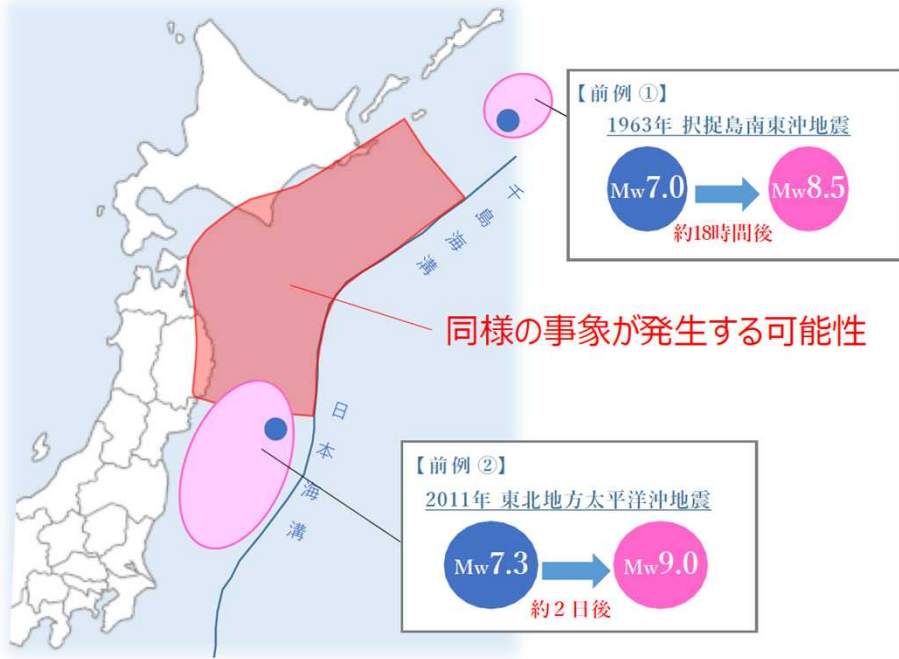 【前例 ①】
1963年 択捉島南東沖地震
Mw7.0
Mw8.5
約18時間後
千島海溝
同様の事象が発生する可能性
日本海溝
【前例 ②】
2011年 東北地方太平洋沖地震
Mw7.3
Mw9.0
約２日後